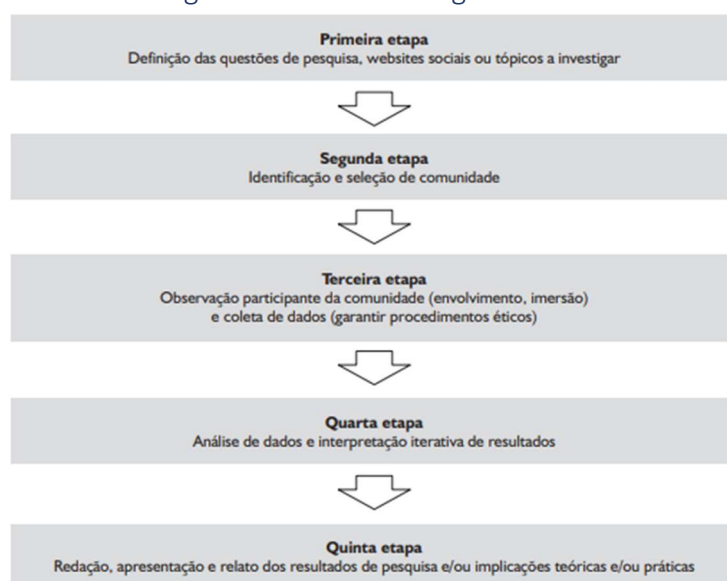 Primeira etapa
Definição das questões de pesquisa, websites sociais ou tópicos a investigar
Segunda etapa
Identificação e seleção de comunidade
Terceira etapa
Observação participante da comunidade (envolvimento, imersão)
e coleta de dados (garantir procedimentos éticos)
Quarta etapa
Análise de dados e interpretação iterativa de resultados
Quinta etapa
Redação, apresentação e relato dos resultados de pesquisa e/ou implicações teóricas e/ou práticas